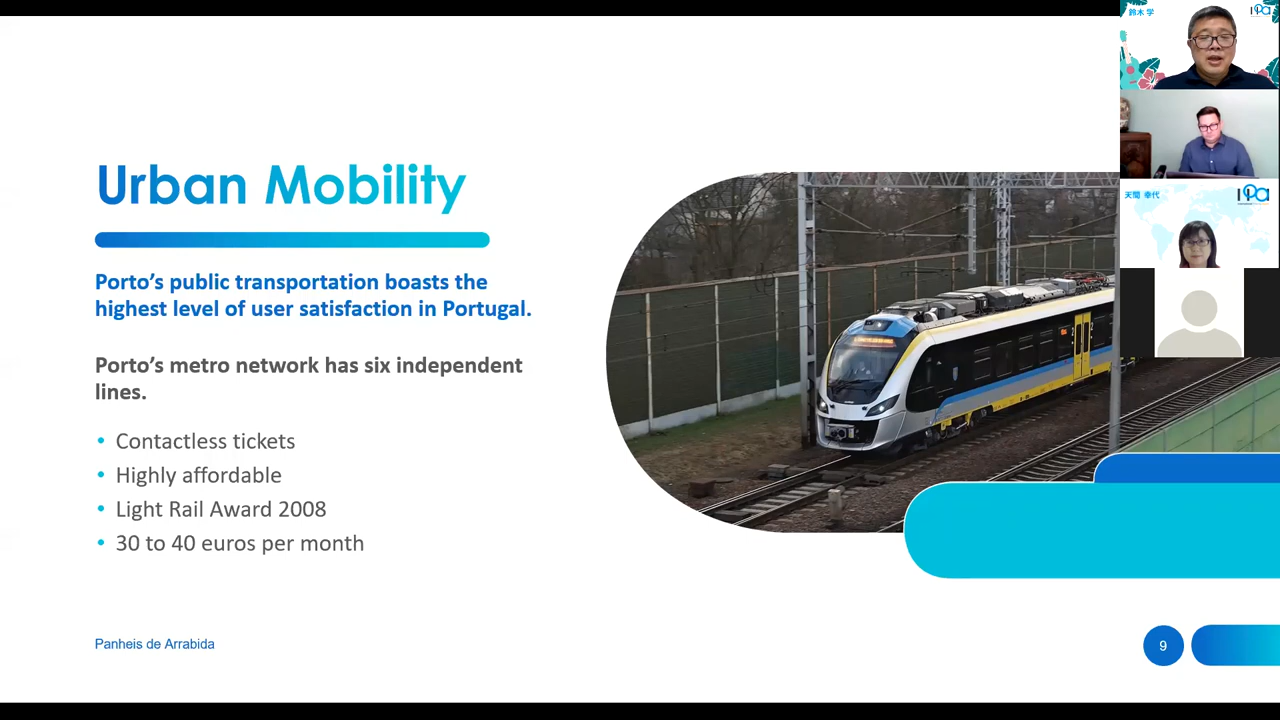 Urban Mobility
Porto’s public transportation boasts the
highest level of user satisfaction in Portugal.
Porto’s metro network has six independent
lines.
• Contactless tickets
• Highly affordable
• Light Rail Award 2008
• 30 to 40 euros per month
Panheis de Arrabida
9
鈴木 学
IPa
天間 幸代
IPa